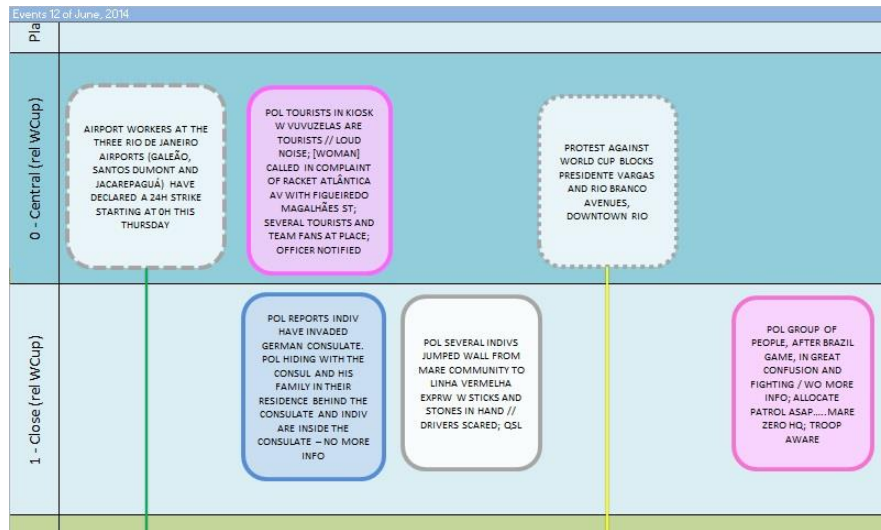 Events 12 of June, 2014
Pla
0 - Central (rel WCup)
AIRPORT WORKERS AT THE
THREE RIO DE JANEIRO
AIRPORTS (GALEÃO,
SANTOS DUMONT AND
JACAREPAGUÁ) HAVE
DECLARED A 24H STRIKE
STARTING AT 0H THIS
THURSDAY
POL TOURISTS IN KIOSK
W VUVUZELAS ARE
TOURISTS // LOUD
NOISE; [WOMAN]
CALLED IN COMPLAINT
OF RACKET ATLÂNTICA
AV WITH FIGUEIREDO
MAGALHÃES ST;
SEVERAL TOURISTS AND
TEAM FANS AT PLACE;
OFFICER NOTIFIED
PROTEST AGAINST
WORLD CUP BLOCKS
PRESIDENTE VARGAS
AND RIO BRANCO
AVENUES,
DOWNTOWN RIO
1 - Close (rel WCup)
POL REPORTS INDIV
HAVE INVADED
GERMAN CONSULATE.
POL HIDING WITH THE
CONSUL AND HIS
FAMILY IN THEIR
RESIDENCE BEHIND THE
CONSULATE AND INDIV
ARE INSIDE THE
CONSULATE – NO MORE
INFO
POL SEVERAL INDIVS
JUMPED WALL FROM
MARE COMMUNITY TO
LINHA VERMELHA
EXPRW W STICKS AND
STONES IN HAND //
DRIVERS SCARED; QSL
POL GROUP OF
PEOPLE, AFTER BRAZIL
GAME, IN GREAT
CONFUSION AND
FIGHTING / WO MORE
INFO; ALLOCATE
PATROL ASAP..... MARE
ZERO HQ; TROOP
AWARE